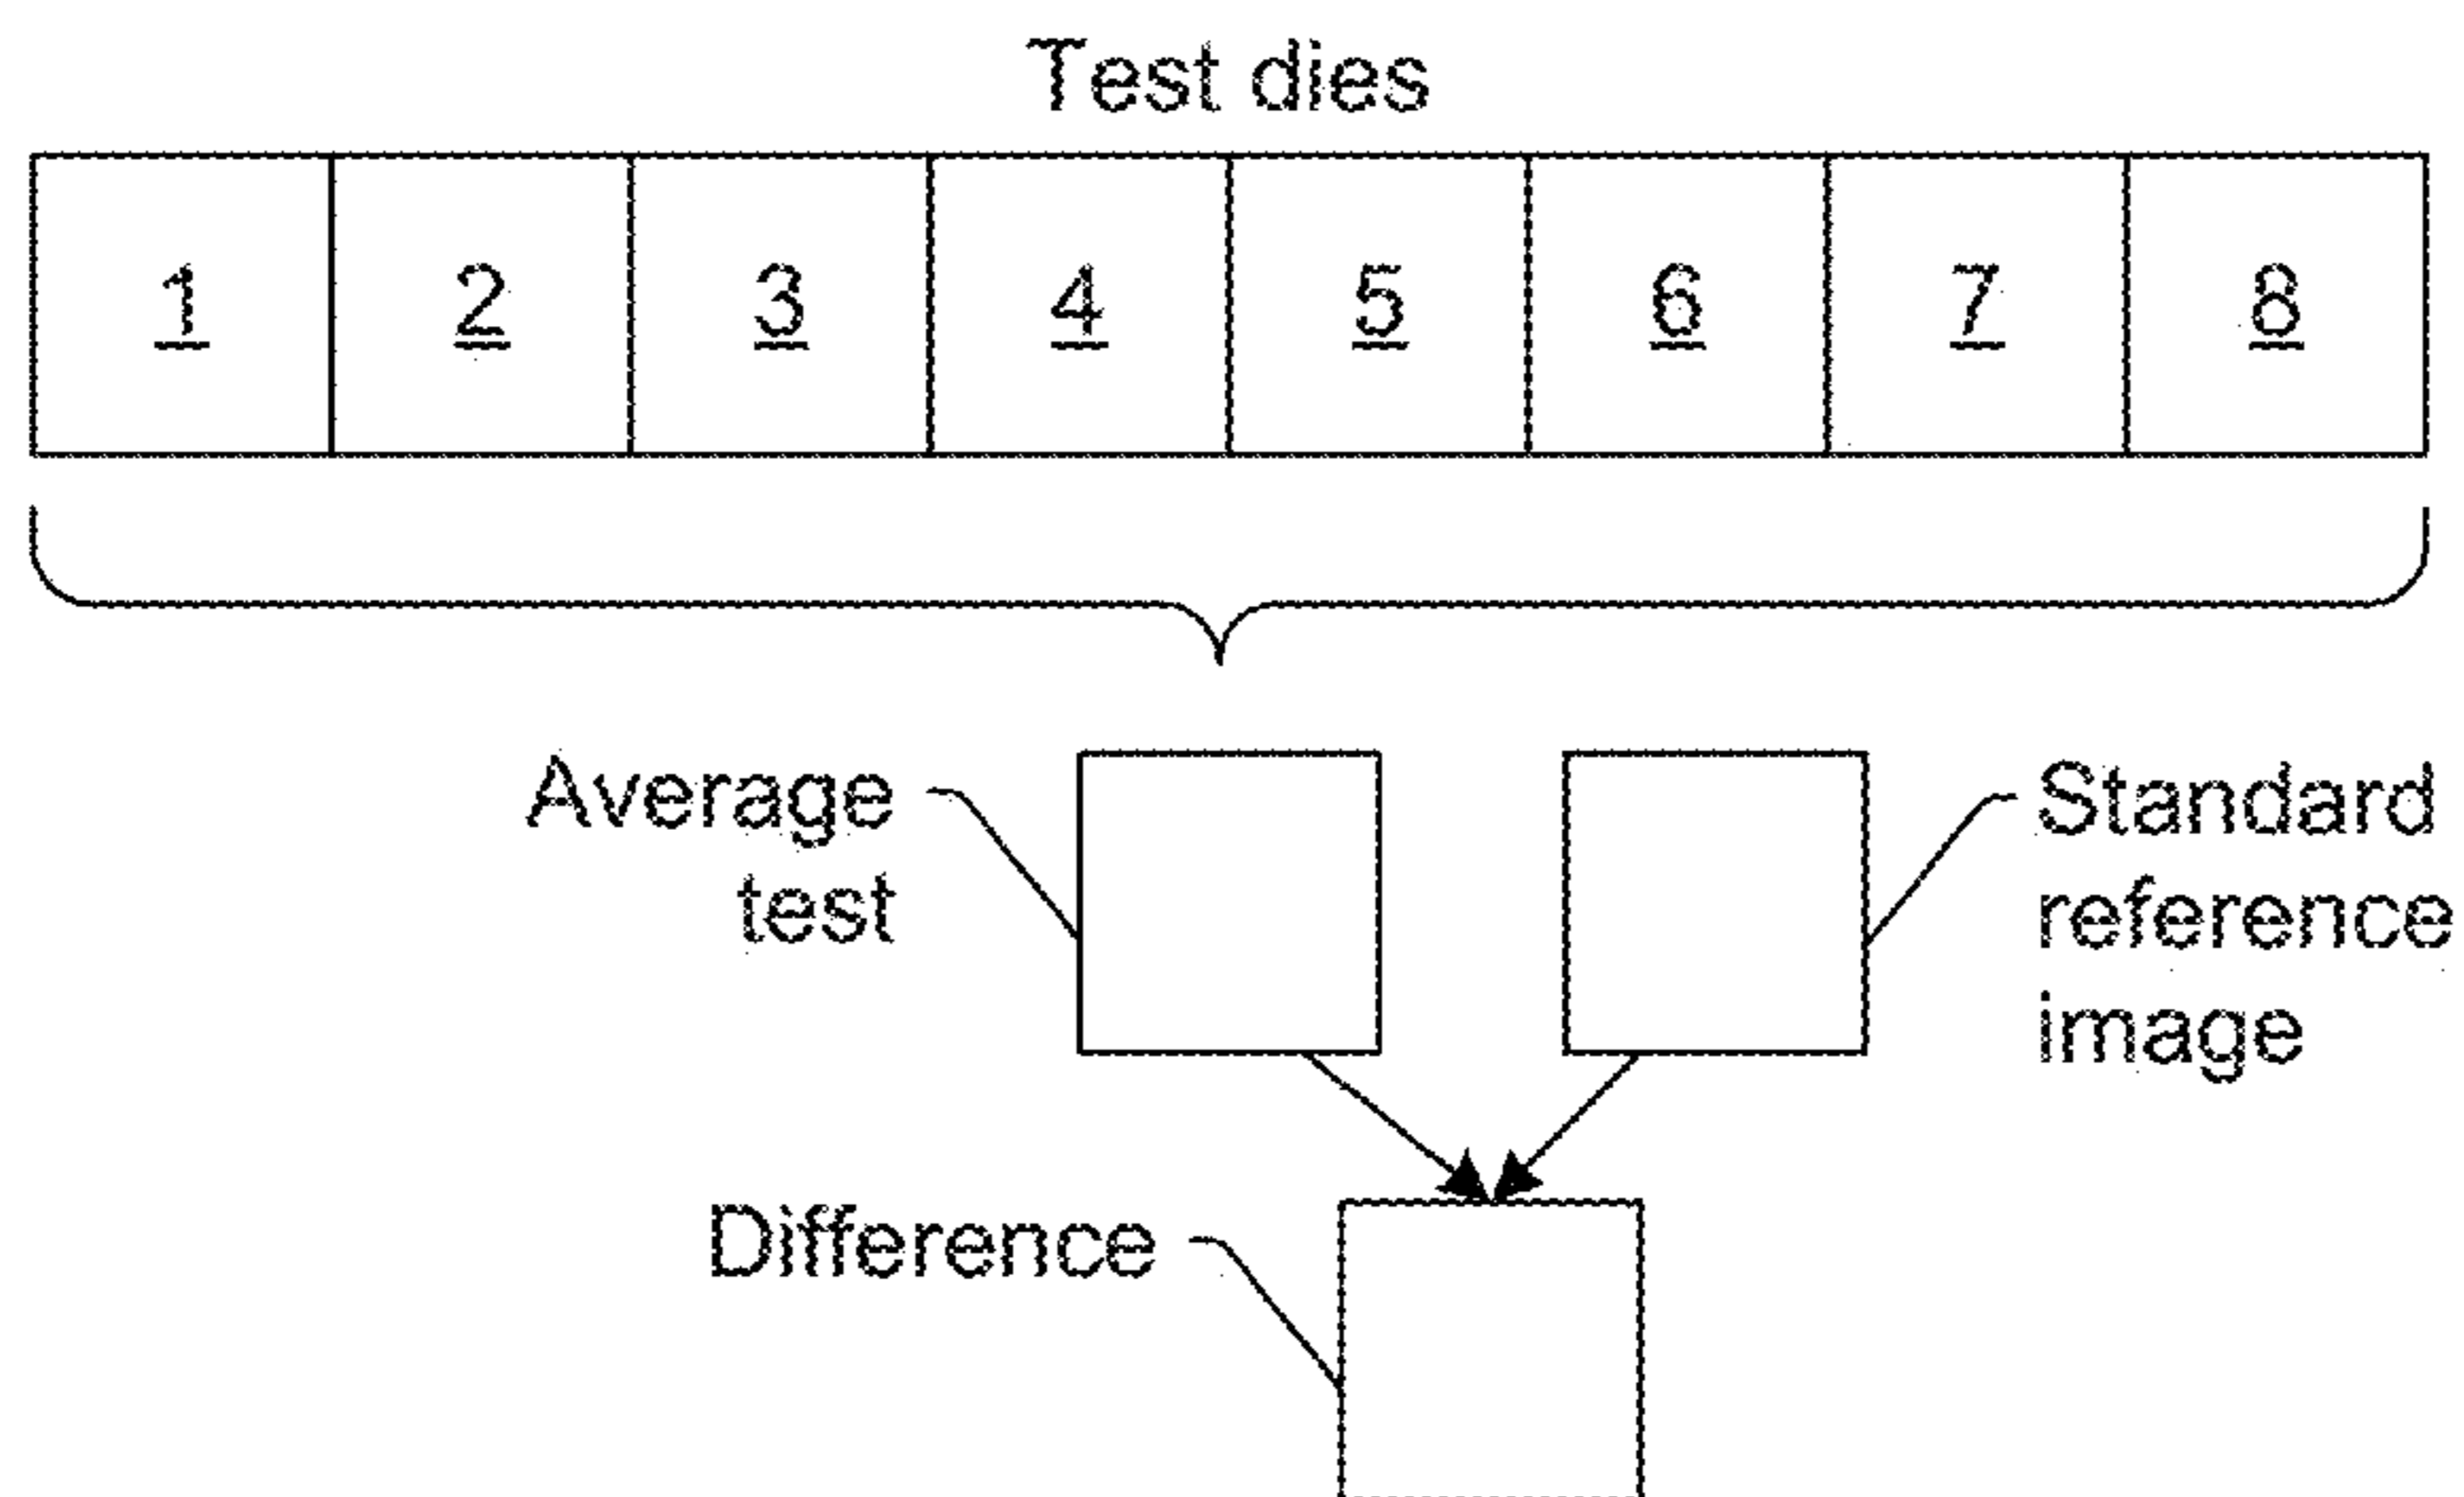 Test dies
1 2 3 4 5 6 7 8
Average
test
Standard
reference
image
Difference